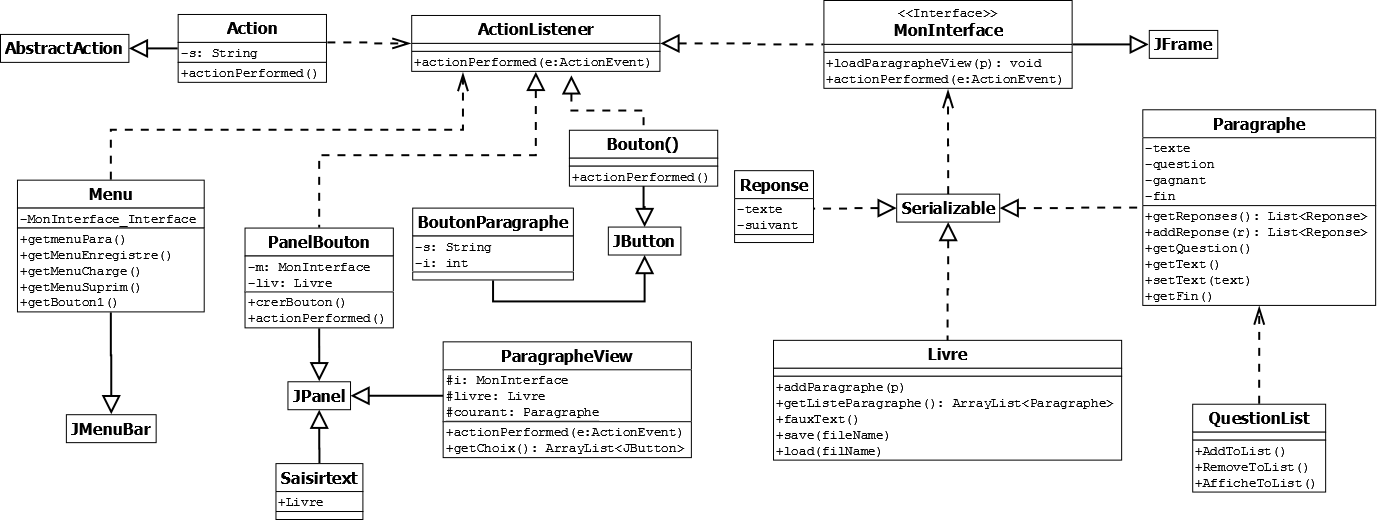 AbstractAction
Action
-s: String
+actionPerformed()
ActionListener
+actionPerformed(e:ActionEvent)
<<Interface>>
MonInterface
+loadParagrapheView(p): void
+actionPerformed(e:ActionEvent)
JFrame
Menu
-MonInterface_Interface
+getmenuPara()
+getMenuEnregistre()
+getMenuCharge()
+getMenuSuprim()
+getBouton1()
JMenuBar
PanelBouton
-m: MonInterface
-liv: Livre
+crerBouton()
+actionPerformed()
Bouton()
+actionPerformed()
BoutonParagraphe
-s: String
-i: int
JButton
Reponse
-texte
-suivant
Serializable
Paragraphe
-texte
-question
-gagnant
-fin
+getReponses(): List<Reponse>
+addReponse(r): List<Reponse>
+getQuestion()
+getText()
+setText(text)
+getFin()
JPanel
ParagrapheView
#i: MonInterface
#livre: Livre
#courant: Paragraphe
+actionPerformed(e:ActionEvent)
+getChoix(): ArrayList<JButton>
Saisirtext
+Livre
Livre
+addParagraphe(p)
+getListeParagraphe(): ArrayList<Paragraphe>
+fauxText()
+save(fileName)
+load(filName)
QuestionList
+AddToList()
+RemoveToList()
+AfficheToList()